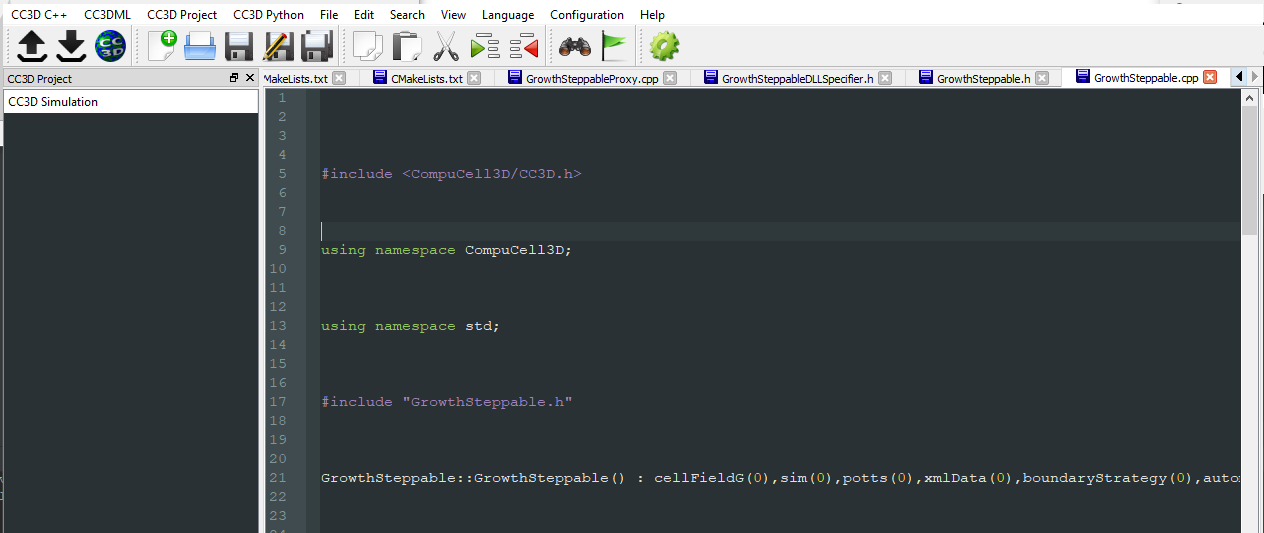 CC3D C++ CC3DML CC3D Project CC3D Python File Edit Search View Language Configuration Help
CC 3D
CC3D Project
MakeLists.txt CMakeLists.txt GrowthSteppableProxy.cpp GrowthSteppableDLLSpecifier.h GrowthSteppable.h GrowthSteppable.cpp
CC3D Simulation
1
2
3
4
5 #include <CompuCell3D/CC3D.h>
6
7
8
9 using namespace CompuCell3D;
10
11
12
13 using namespace std;
14
15
16
17 #include "GrowthSteppable.h"
18
19
20
21 GrowthSteppable::GrowthSteppable() : cellFieldG(0),sim(0),potts(0),xmlData(0),boundaryStrategy(0),auto
22
23
24